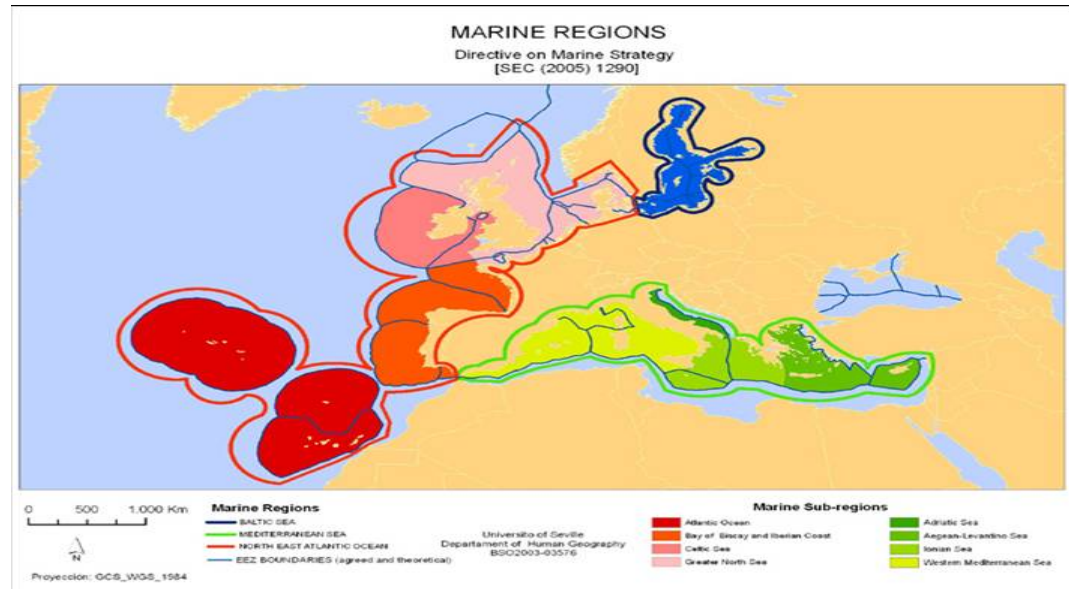 MARINE REGIONS
Directive on Marine Strategy
[SEC (2005) 1290]
0 500 1.000 Km
N
Proyección: GCS_WGS_1984
Marine Regions
BALTIC SEA
MEDITERRANEAN SEA
NORTH EAST ATLANTIC OCEAN
EEZ BOUNDARIES (agreed and theoretical)
Universito of Seville
Departament of Human Geography
BSO2003-03576
Marine Sub-regions
Atlantic Ocean
Bay of Biscay and Iberian Coast
Celtic Sea
Greater North Sea
Adriatic Sea
Aegean-Levantino Sea
Ionian Sea
Western Mediterranean Sea